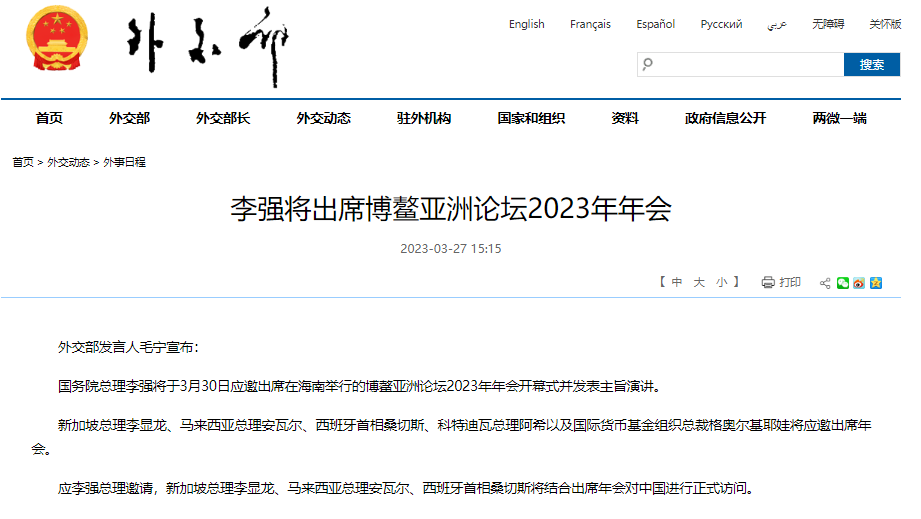 外交部
English Français Español Русский عربي 无障碍 关怀版
搜索
首页 外交部 外交部长 外交动态 驻外机构 国家和组织 资料 政府信息公开 两微一端
首页 > 外交动态 > 外事日程
李强将出席博鳌亚洲论坛2023年年会
2023-03-27 15:15
【 中 大 小 】 打印
外交部发言人毛宁宣布：
国务院总理李强将于3月30日应邀出席在海南举行的博鳌亚洲论坛2023年年会开幕式并发表主旨演讲。
新加坡总理李显龙、马来西亚总理安瓦尔、西班牙首相桑切斯、科特迪瓦总理阿希以及国际货币基金组织总裁格奥尔基耶娃将应邀出席年
会。
应李强总理邀请，新加坡总理李显龙、马来西亚总理安瓦尔、西班牙首相桑切斯将结合出席年会对中国进行正式访问。